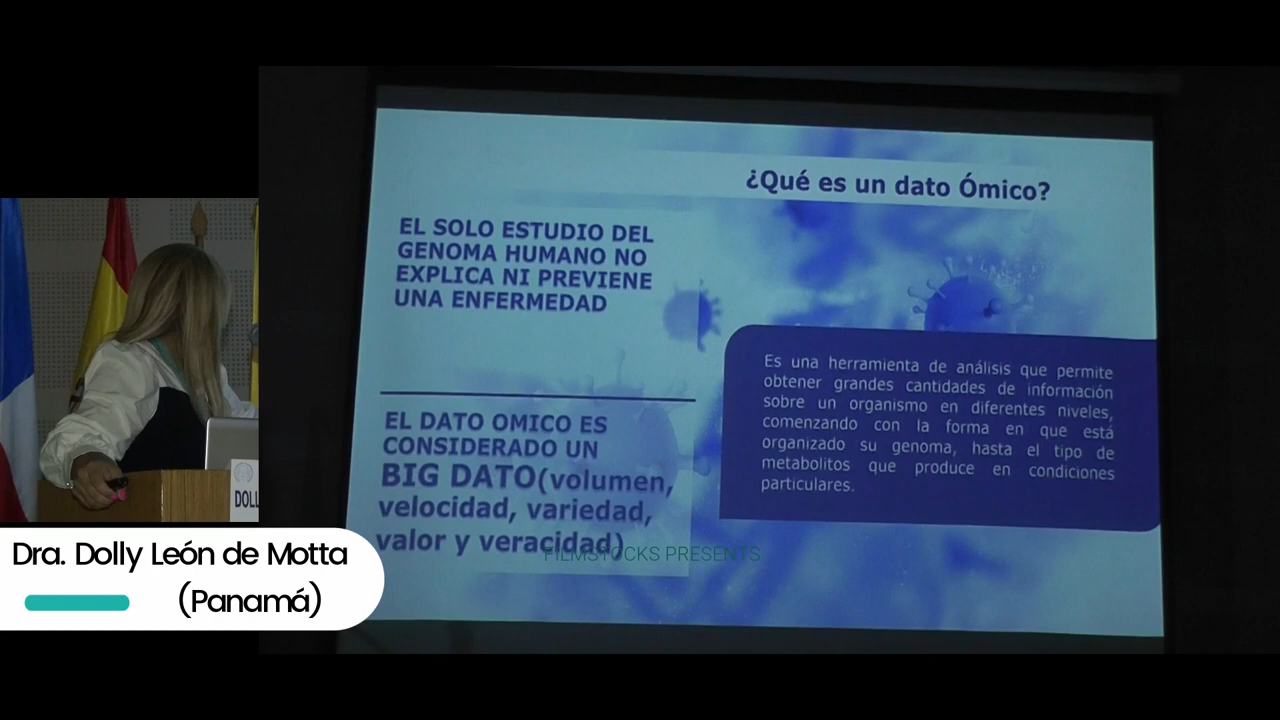 ¿Qué es un dato Ómico?
EL SOLO ESTUDIO DEL
GENOMA HUMANO NO
EXPLICA NI PREVIENE
UNA ENFERMEDAD
EL DATO OMICO ES
CONSIDERADO UN
BIG DATO(volumen,
velocidad, variedad,
valor y veracidad)
Es una herramienta de análisis que permite
obtener grandes cantidades de información
sobre un organismo en diferentes niveles,
comenzando con la forma en que está
organizado su genoma, hasta el tipo de
metabolitos que produce en condiciones
particulares.
FILMSTOCKS PRESENTS
DOLL
Dra. Dolly León de Motta
(Panamá)